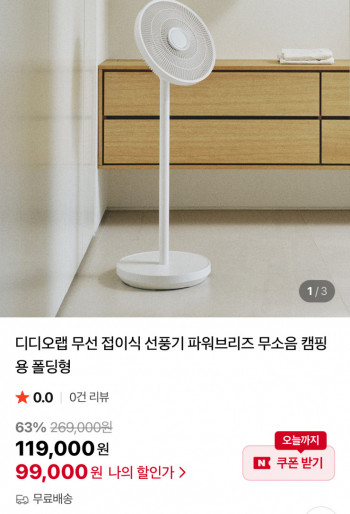 1 / 3
디디오랩 무선 접이식 선풍기 파워브리즈 무소음 캠핑
용 폴딩형
★ 0.0 | 0건 리뷰
63% 269,000원
오늘까지
119,000원
N 쿠폰 받기
99,000원 나의 할인가 >
무료배송